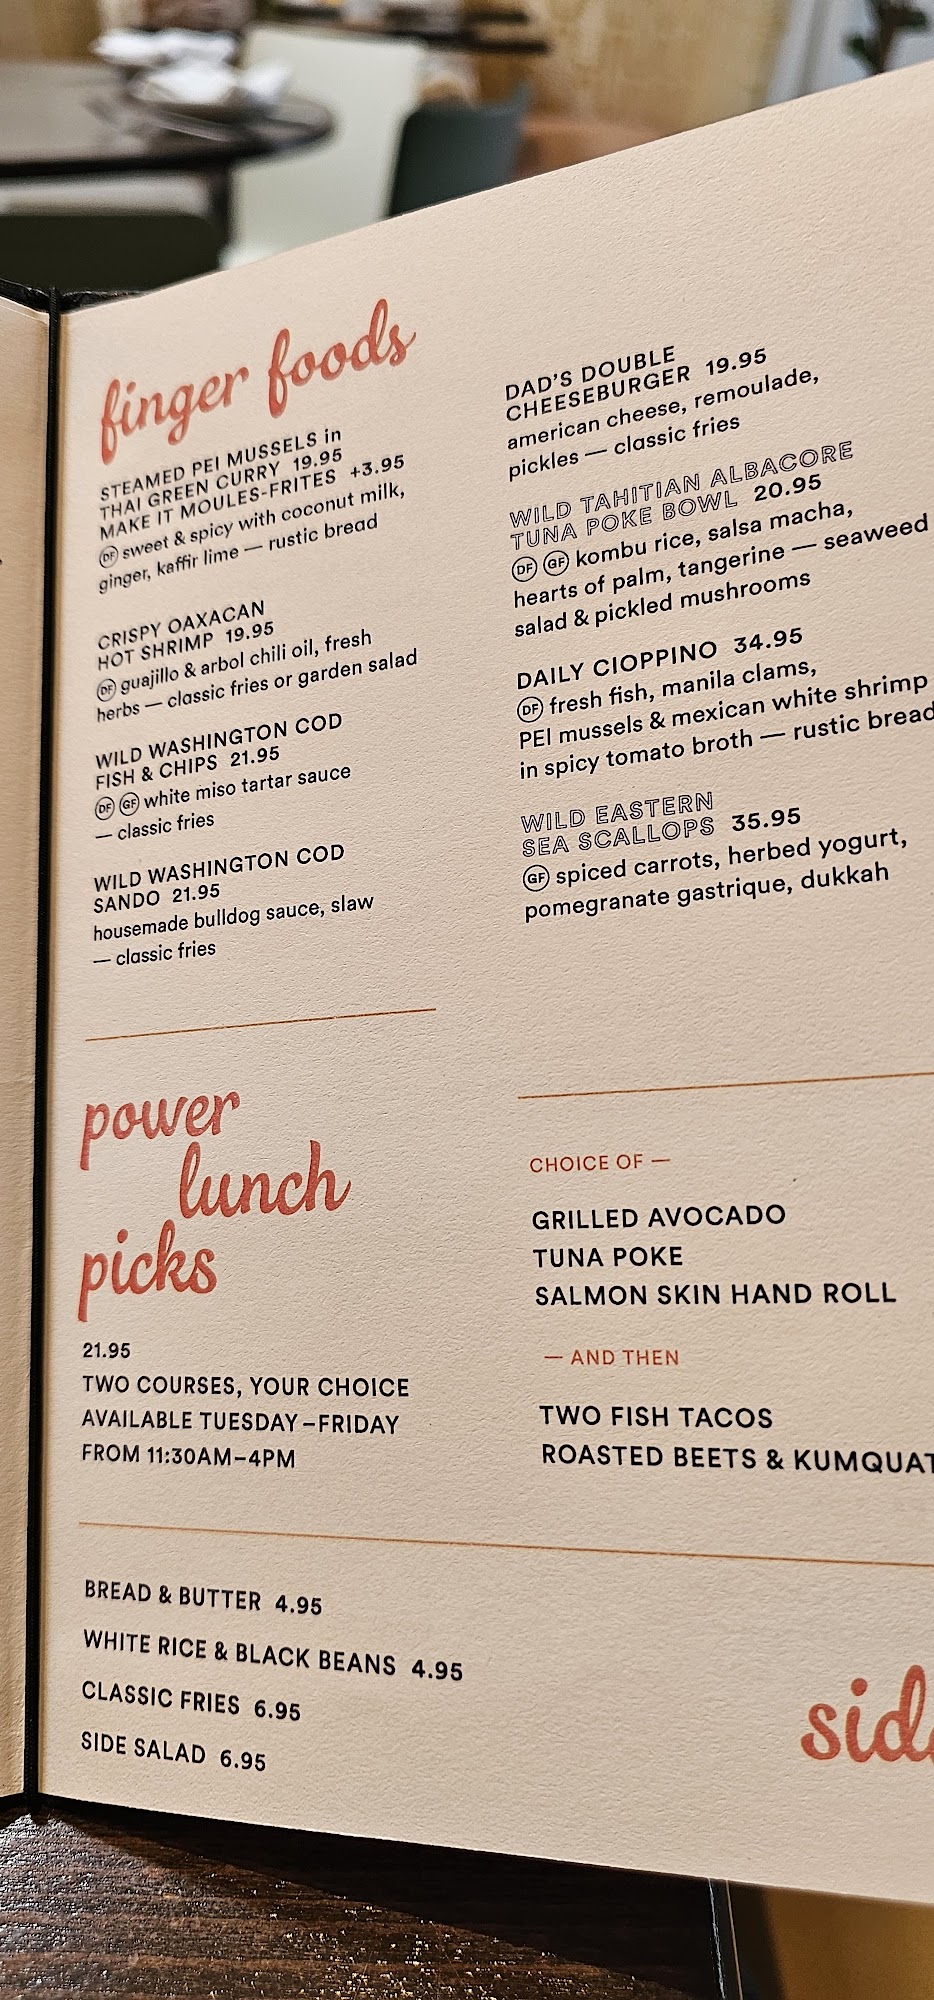 finger foods
STEAMED PEI MUSSELS in
THAI GREEN CURRY 19.95
MAKE IT MOULES-FRITES +3.95
DF sweet & spicy with coconut milk,
ginger, kaffir lime — rustic bread
CRISPY OAXACAN
HOT SHRIMP 19.95
DF guajillo & arbol chili oil, fresh
herbs — classic fries or garden salad
WILD WASHINGTON COD
FISH & CHIPS 21.95
DF GF white miso tartar sauce
— classic fries
WILD WASHINGTON COD
SANDO 21.95
housemade bulldog sauce, slaw
— classic fries
DAD'S DOUBLE
CHEESEBURGER 19.95
american cheese, remoulade,
pickles — classic fries
WILD TAHITIAN ALBACORE
TUNA POKE BOWL 20.95
DF GF kombu rice, salsa macha,
hearts of palm, tangerine — seaweed
salad & pickled mushrooms
DAILY CIOPPINO 34.95
DF fresh fish, manila clams,
PEI mussels & mexican white shrimp
in spicy tomato broth — rustic bread
WILD EASTERN
SEA SCALLOPS 35.95
GF spiced carrots, herbed yogurt,
pomegranate gastrique, dukkah
power
lunch
picks
21.95
TWO COURSES, YOUR CHOICE
AVAILABLE TUESDAY–FRIDAY
FROM 11:30AM–4PM
CHOICE OF —
GRILLED AVOCADO
TUNA POKE
SALMON SKIN HAND ROLL
— AND THEN
TWO FISH TACOS
ROASTED BEETS & KUMQUAT
BREAD & BUTTER 4.95
WHITE RICE & BLACK BEANS 4.95
CLASSIC FRIES 6.95
SIDE SALAD 6.95
side